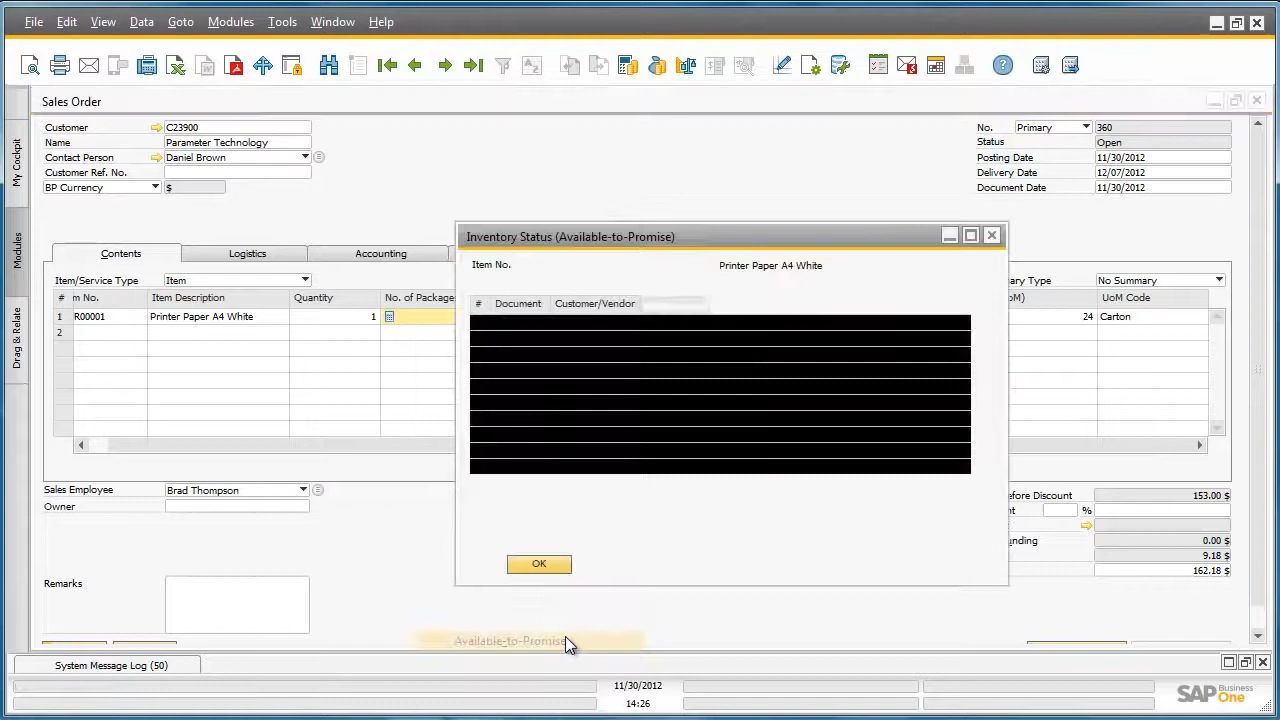 File Edit View Data Goto Modules Tools Window Help
Sales Order
My Cockpit
Modules
Drag & Relate
Customer C23900
Name Parameter Technology
Contact Person Daniel Brown
Customer Ref. No.
BP Currency $
No. Primary 360
Status Open
Posting Date 11/30/2012
Delivery Date 12/07/2012
Document Date 11/30/2012
Contents Logistics Accounting
Item/Service Type Item
mary Type No Summary
# m No. Item Description Quantity No. of Packages oM) UoM Code
1 R00001 Printer Paper A4 White 1 24 Carton
2
Inventory Status (Available-to-Promise)
Item No. Printer Paper A4 White
# Document Customer/Vendor
OK
Sales Employee Brad Thompson
Owner
Remarks
efore Discount 153.00 $
nt %
unding 0.00 $
9.18 $
162.18 $
Available-to-Promise
System Message Log (50)
11/30/2012
14:26
SAP Business One